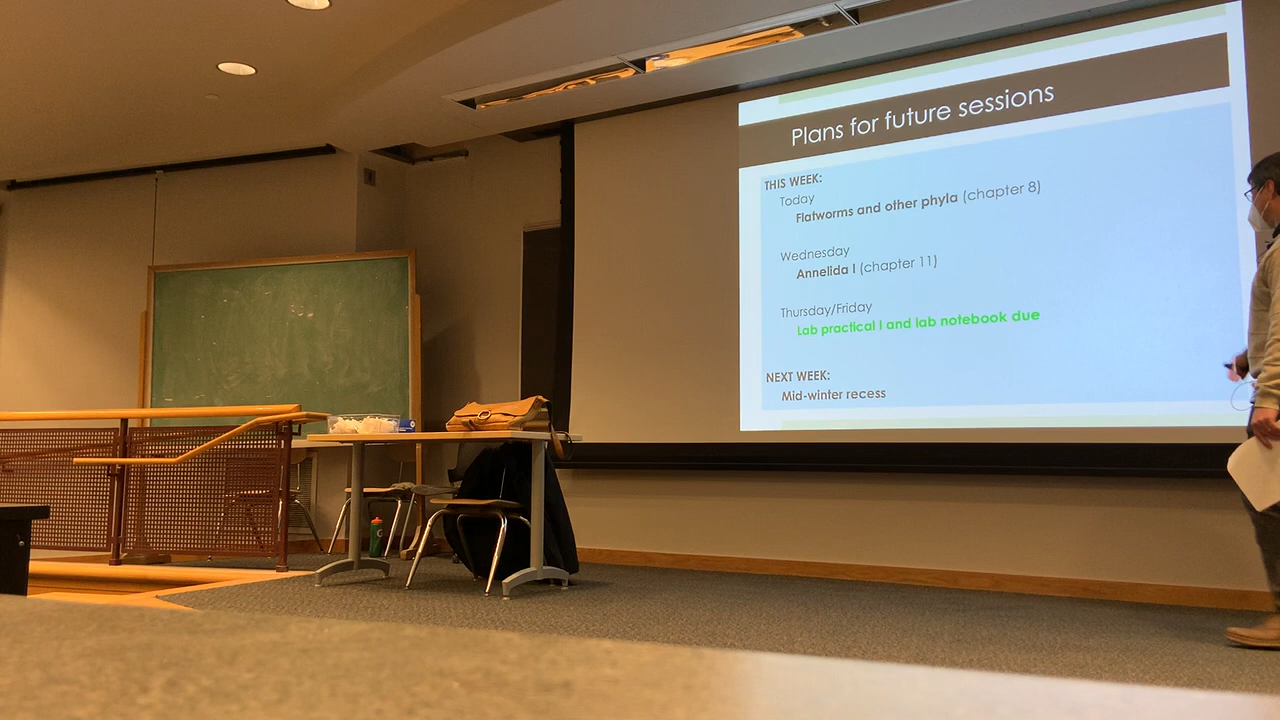 Plans for future sessions
THIS WEEK:
Today
Flatworms and other phyla (chapter 8)
Wednesday
Annelida I (chapter 11)
Thursday/Friday
Lab practical I and lab notebook due
NEXT WEEK:
Mid-winter recess